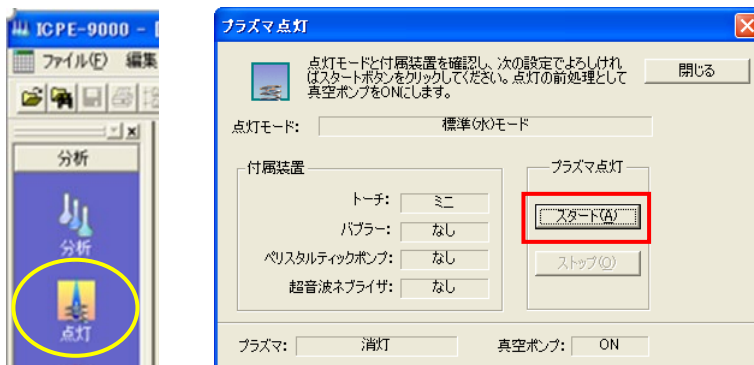 ICPE-9000 - [
ファイル(F) 編集
分析
分析
点灯
プラズマ点灯
点灯モードと付属装置を確認し、次の設定でよろしけれ
ばスタートボタンをクリックしてください。点灯の前処理として
真空ポンプをONにします。
閉じる
点灯モード: 標準(水)モード
付属装置
トーチ: ミニ
バブラー: なし
ペリスタルティックポンプ: なし
超音波ネブライザ: なし
プラズマ点灯
スタート(A)
ストップ(O)
プラズマ: 消灯 真空ポンプ: ON